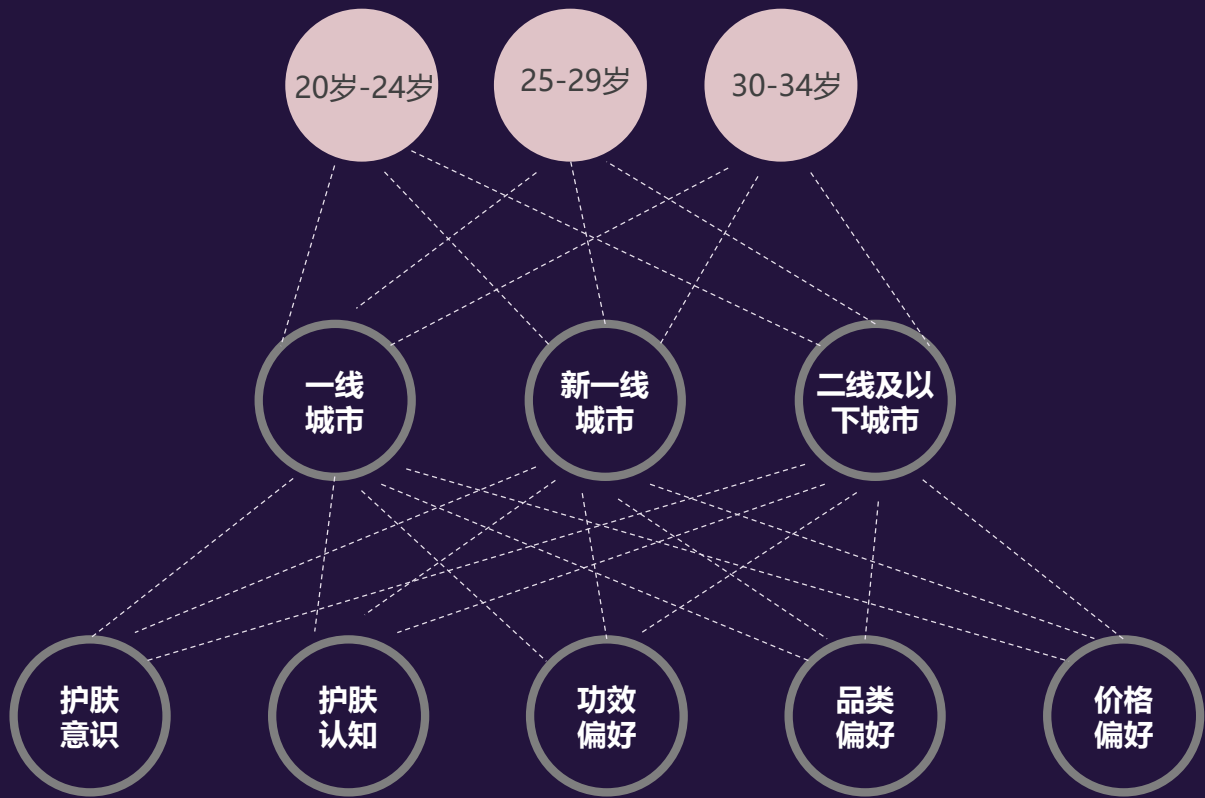 20岁-24岁
25-29岁
30-34岁
一线
城市
新一线
城市
二线及以
下城市
护肤
意识
护肤
认知
功效
偏好
品类
偏好
价格
偏好